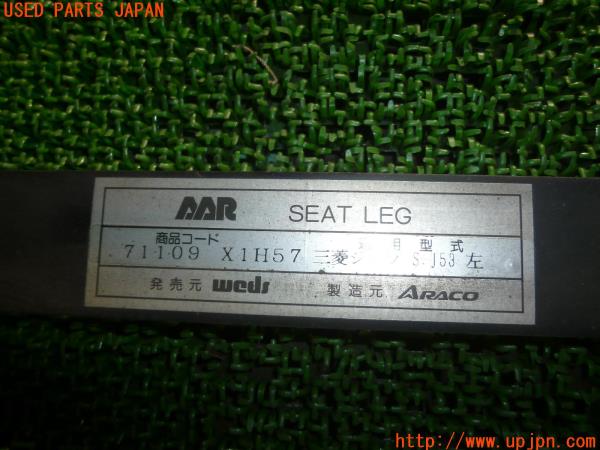 USED PARTS JAPAN
AAR SEAT LEG
商品コード 用型式
71109 X1H57 三菱 S.J53 左
発売元 weds 製造元 ARACO
http://www.upjpn.com/